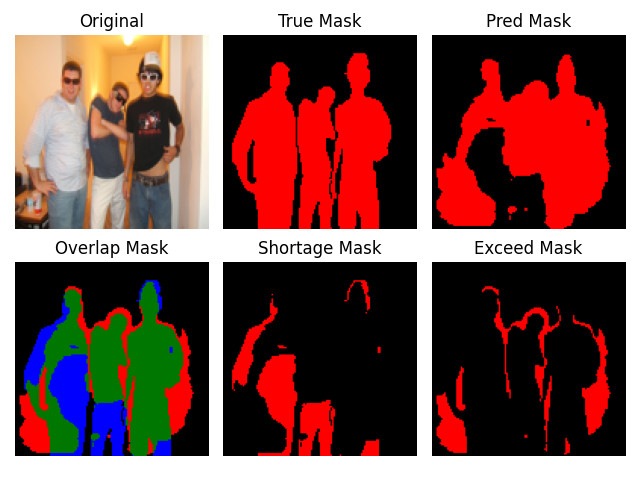 Original
True Mask
Pred Mask
Overlap Mask
Shortage Mask
Exceed Mask